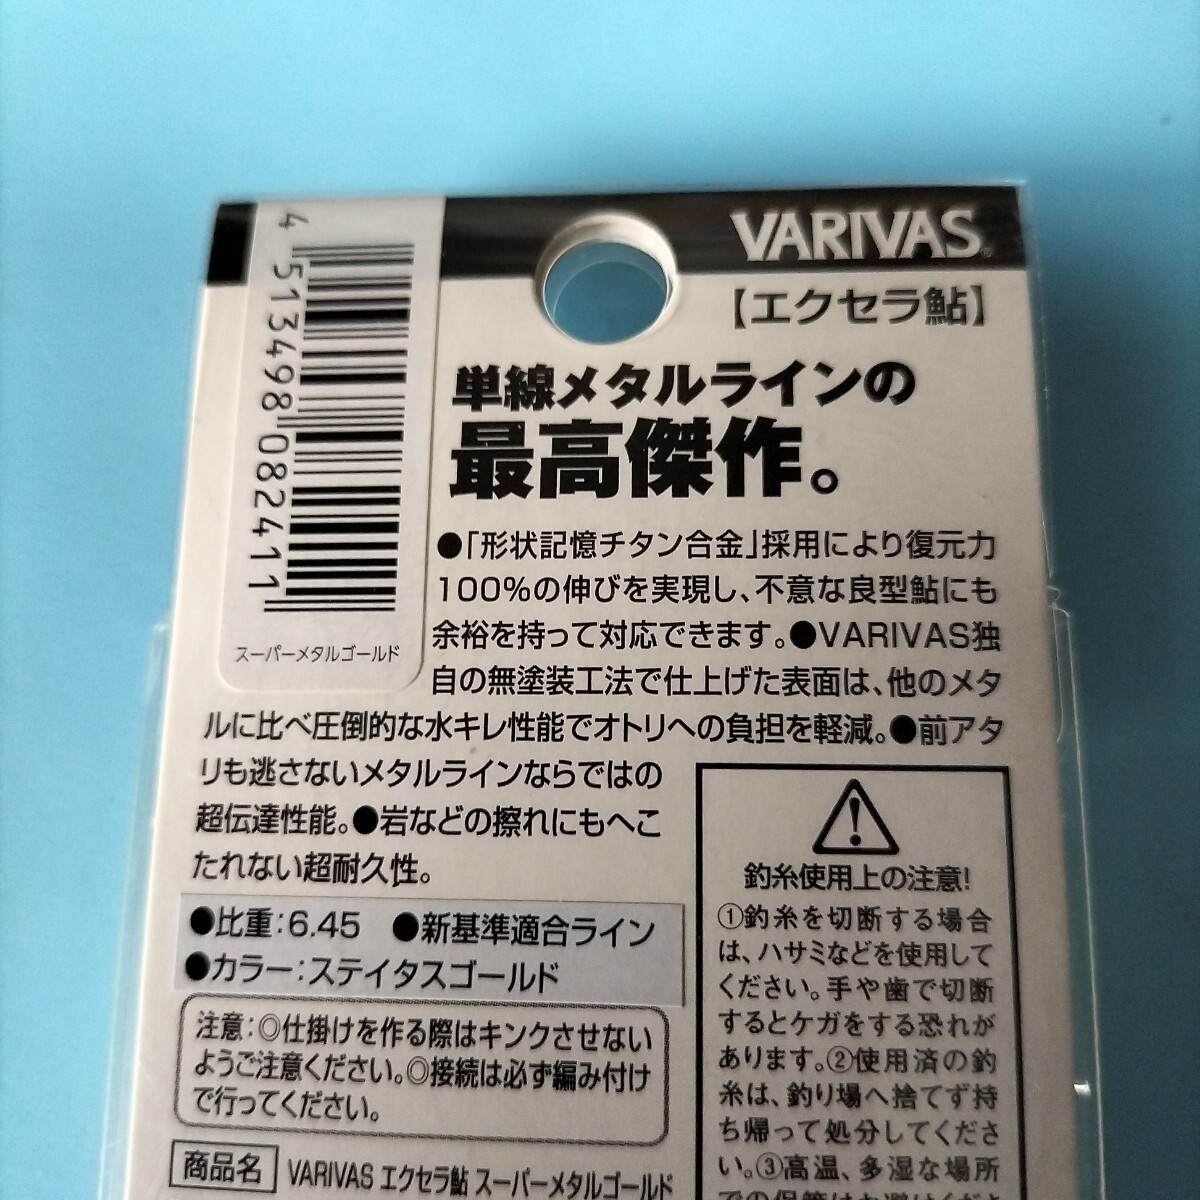 VARIVAS®
【エクセラ鮎】
4 513498 082411
スーパーメタルゴールド
単線メタルラインの
最高傑作。
●「形状記憶チタン合金」採用により復元力
100%の伸びを実現し、不意な良型鮎にも
余裕を持って対応できます。●VARIVAS独
自の無塗装工法で仕上げた表面は、他のメタ
ルに比べ圧倒的な水キレ性能でオトリへの負担を軽減。●前アタ
リも逃さないメタルラインならではの
超伝達性能。●岩などの擦れにもへこ
たれない超耐久性。
●比重:6.45 ●新基準適合ライン
●カラー:ステイタスゴールド
注意:◎仕掛けを作る際はキンクさせない
ようご注意ください。◎接続は必ず編み付け
で行ってください。
商品名 VARIVAS エクセラ鮎 スーパーメタルゴールド
釣糸使用上の注意!
①釣糸を切断する場合
は、ハサミなどを使用して
ください。手や歯で切断
するとケガをする恐れが
あります。②使用済の釣
糸は、釣り場へ捨てず持
ち帰って処分してくださ
い。③高温、多湿な場所
での保管はお避けくださ